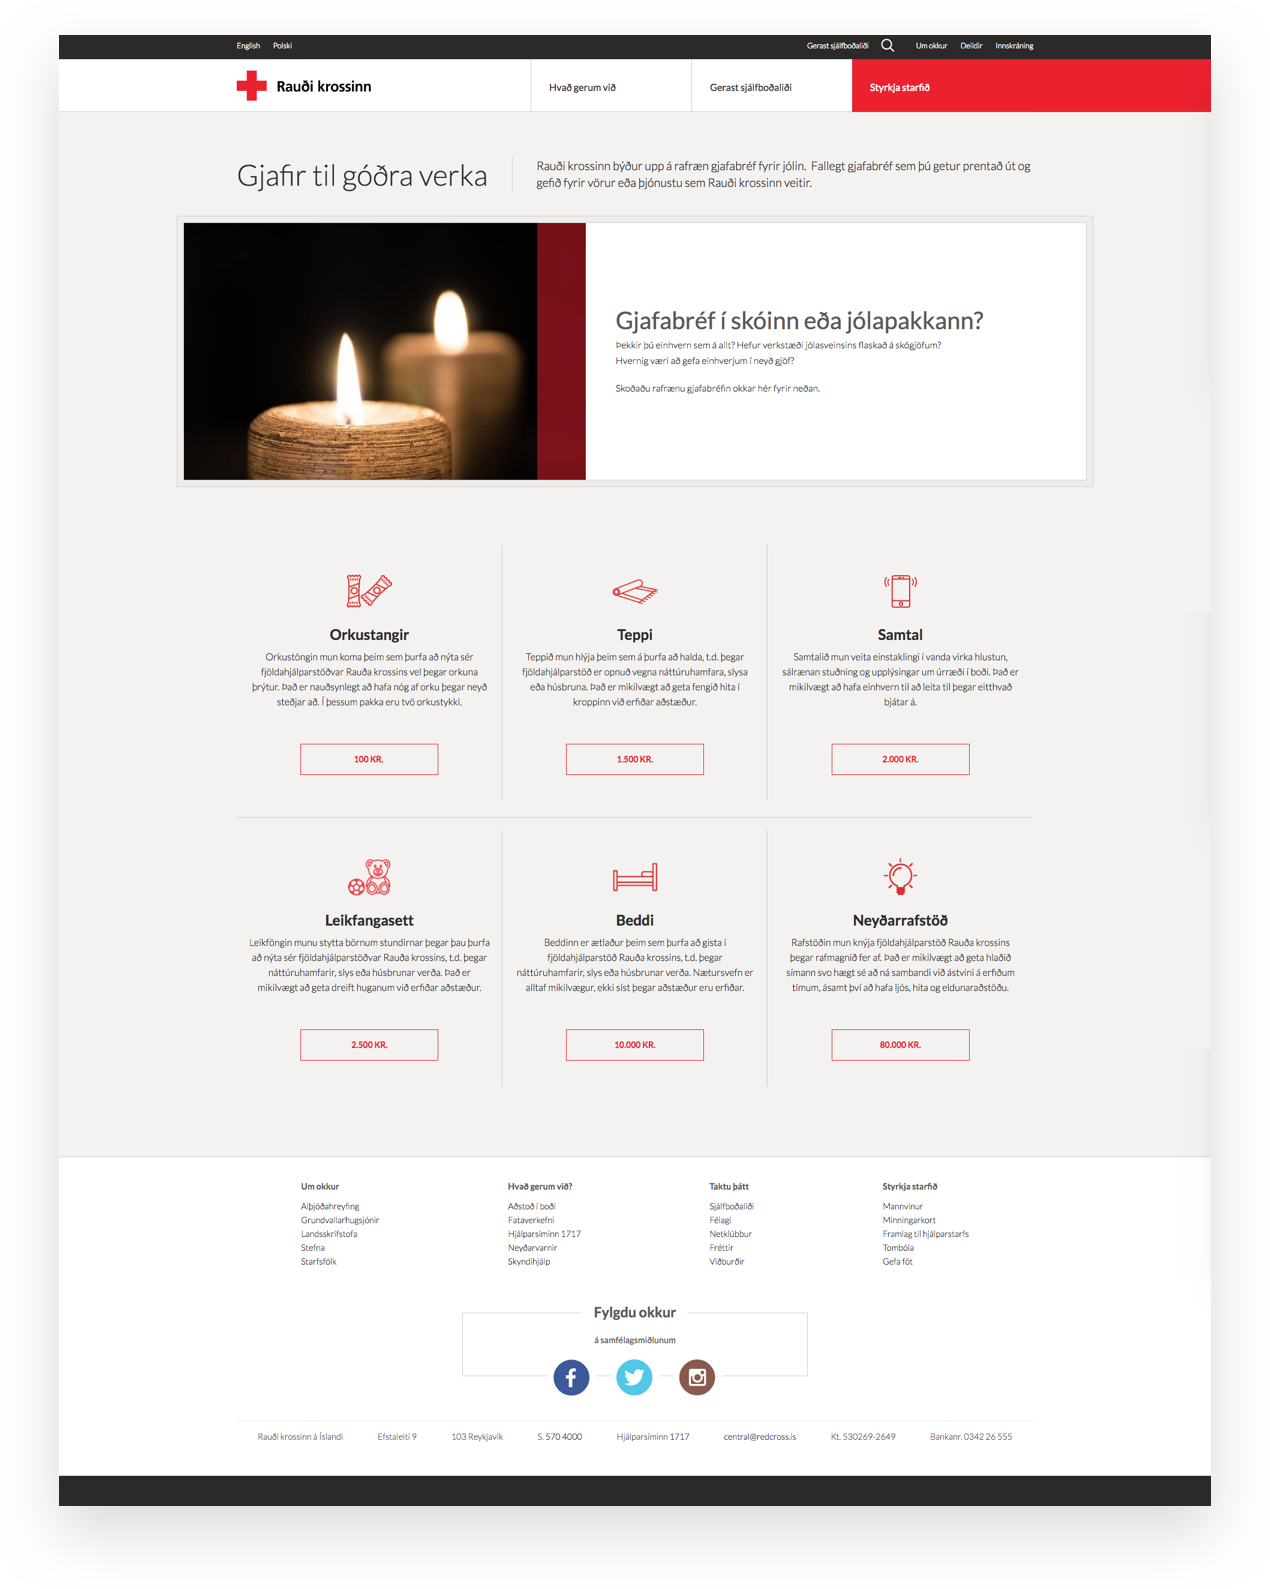 English Polski Gerast sjálfboðaliði Um okkur Deildir Innskráning
Rauði krossinn Hvað gerum við Gerast sjálfboðaliði Styrkja starfið
Gjafir til góðra verka
Rauði krossinn býður upp á rafræn gjafabréf fyrir jólin. Fallegt gjafabréf sem þú getur prentað út og
gefið fyrir vörur eða þjónustu sem Rauði krossinn veitir.
Gjafabréf í skóinn eða jólapakkann?
Þekkir þú einhvern sem á allt? Hefur verkstæði jólasveinsins flaskað á skógjöfum?
Hvernig væri að gefa einhverjum í neyð gjöf?
Skoðaðu rafrænu gjafabréfin okkar hér fyrir neðan.
Orkustangir
Orkustöngin mun koma þeim sem þurfa að nýta sér
fjöldahjálparstöðvar Rauða krossins vel þegar orkuna
þrýtur. Það er nauðsynlegt að hafa nóg af orku þegar neyð
steðjar að. Í þessum pakka eru tvö orkustykki.
100 KR.
Teppi
Teppið mun hlýja þeim sem á þurfa að halda, t.d. þegar
fjöldahjálparstöð er opnuð vegna náttúruhamfara, slysa
eða húsbruna. Það er mikilvægt að geta fengið hita í
kroppinn við erfiðar aðstæður.
1.500 KR.
Samtal
Samtalið mun veita einstaklingi í vanda virka hlustun,
sálrænan stuðning og upplýsingar um úrræði í boði. Það er
mikilvægt að hafa einhvern til að leita til þegar eitthvað
bjátar á.
2.000 KR.
Leikfangasett
Leikföngin munu stytta börnum stundirnar þegar þau þurfa
að nýta sér fjöldahjálparstöðvar Rauða krossins, t.d. þegar
náttúruhamfarir, slys eða húsbrunar verða. Það er
mikilvægt að geta dreift huganum við erfiðar aðstæður.
2.500 KR.
Beddi
Beddinn er ætlaður þeim sem þurfa að gista í
fjöldahjálparstöð Rauða krossins, t.d. þegar
náttúruhamfarir, slys eða húsbrunar verða. Nætursvefn er
alltaf mikilvægur, ekki síst þegar aðstæður eru erfiðar.
10.000 KR.
Neyðarrafstöð
Rafstöðin mun knýja fjöldahjálparstöð Rauða krossins
þegar rafmagnið fer af. Það er mikilvægt að geta hlaðið
símann svo hægt sé að ná sambandi við ástvini á erfiðum
tímum, ásamt því að hafa ljós, hita og eldunaraðstöðu.
80.000 KR.
Um okkur
Alþjóðahreyfing
Grundvallarhugsjónir
Landsskrifstofa
Stefna
Starfsfólk
Hvað gerum við?
Aðstoð í boði
Fataverkefni
Hjálparsíminn 1717
Neyðarvarnir
Skyndihjálp
Taktu þátt
Sjálfboðaliði
Félagi
Netklúbbur
Fréttir
Viðburðir
Styrkja starfið
Mannvinur
Minningarkort
Framlag til hjálparstarfs
Tombóla
Gefa föt
Fylgdu okkur
á samfélagsmiðlunum
Rauði krossinn á Íslandi Efstaleiti 9 103 Reykjavík S. 570 4000 Hjálparsíminn 1717 central@redcross.is Kt. 530269-2649 Bankanr. 0342 26 555